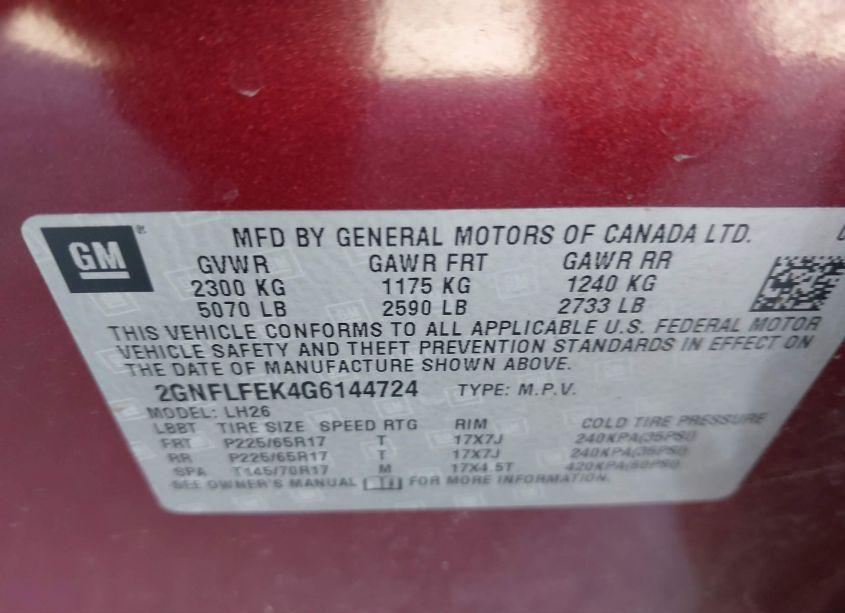 GM
MFD BY GENERAL MOTORS OF CANADA LTD.
GVWR GAWR FRT GAWR RR
2300 KG 1175 KG 1240 KG
5070 LB 2590 LB 2733 LB
THIS VEHICLE CONFORMS TO ALL APPLICABLE U.S. FEDERAL MOTOR
VEHICLE SAFETY AND THEFT PREVENTION STANDARDS IN EFFECT ON
THE DATE OF MANUFACTURE SHOWN ABOVE.
2GNFLFEK4G6144724 TYPE: M.P.V.
MODEL: LH26
LBBT TIRE SIZE SPEED RTG RIM COLD TIRE PRESSURE
FRT P225/65R17 T 17X7J 240KPA(35PSI)
RR P225/65R17 T 17X7J 240KPA(35PSI)
SPA T145/70R17 M 17X4.5T 420KPA(60PSI)
SEE OWNER'S MANUAL FOR MORE INFORMATION.